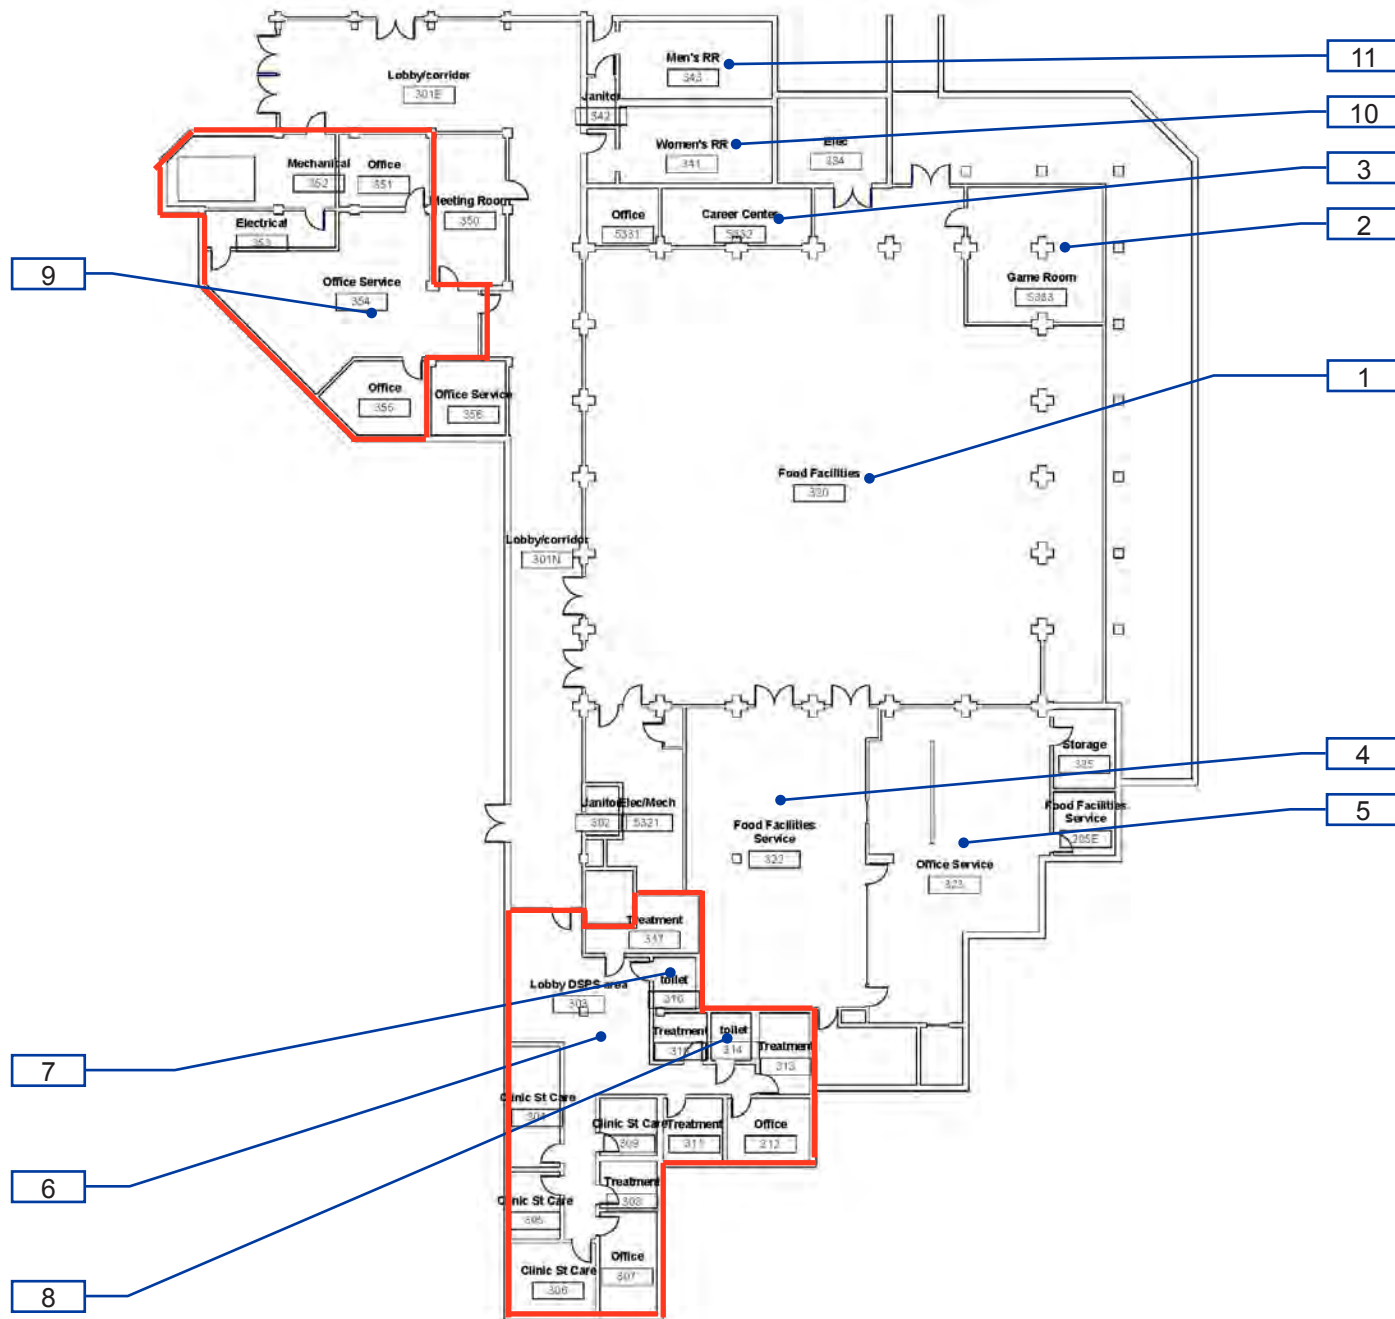 Men's RR
343
11
Lobby/corridor
301E
Janitor
342
10
Women's RR
341
Elec
334
3
Mechanical
352
Office
351
Meeting Room
350
Office
5331
Career Center
5332
2
Electrical
353
9
Office Service
354
Game Room
5333
1
Office
355
Office Service
356
Food Facilities
320
Lobby/corridor
301N
Storage
325
4
Janitor
302
Elec/Mech
5321
Food Facilities
Service
322
Food Facilities
Service
205E
5
Office Service
323
Treatment
317
Lobby DSPS area
303
toilet
316
Treatment
toilet
314
Treatment
313
7
Clinic St Care
304
Clinic St Care
309
Treatment
311
Office
312
6
Clinic St Care
305
Treatment
308
Clinic St Care
306
Office
307
8